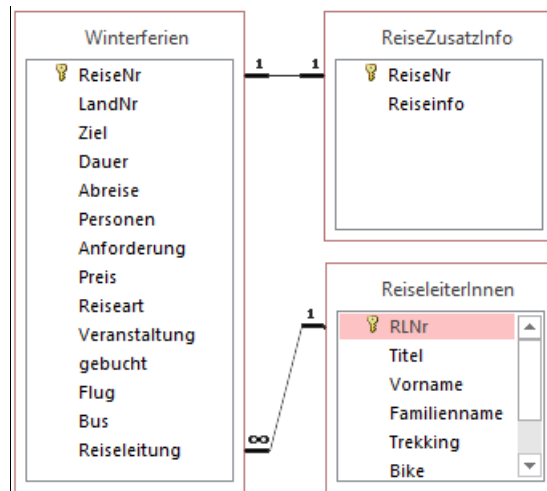 Winterferien
ReiseNr
LandNr
Ziel
Dauer
Abreise
Personen
Anforderung
Preis
Reiseart
Veranstaltung
gebucht
Flug
Bus
Reiseleitung
1 1
ReiseZusatzInfo
ReiseNr
Reiseinfo
1
∞
ReiseleiterInnen
RLNr
Titel
Vorname
Familienname
Trekking
Bike